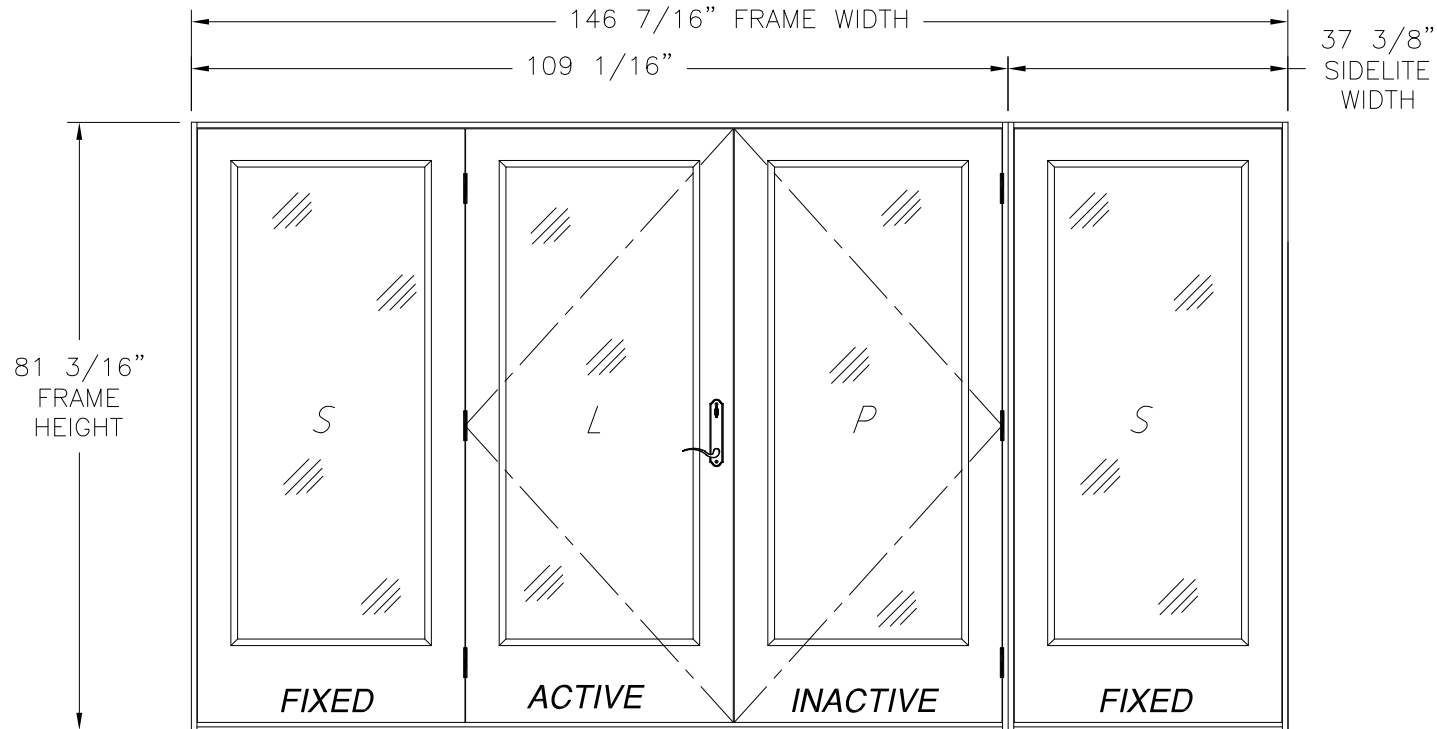 146 7/16” FRAME WIDTH
109 1/16”
37 3/8”
SIDELITE
WIDTH
81 3/16”
FRAME
HEIGHT
S L P S
FIXED ACTIVE INACTIVE FIXED